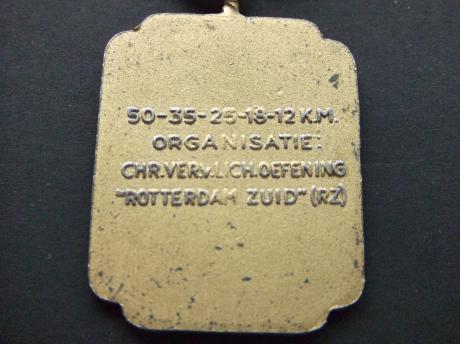 50-35-25-18-12 K.M.
ORGANISATIE:
CHR.VER.v.LICH.OEFENING
"ROTTERDAM ZUID" (RZ)